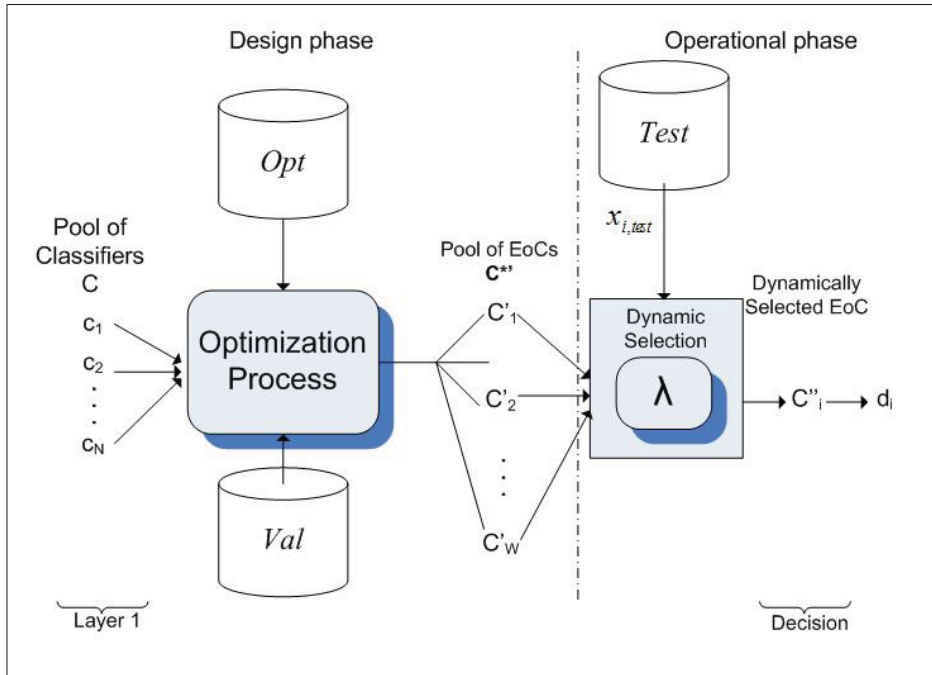 Design phase
Operational phase
Opt
Test
x i,test
Pool of
Classifiers
C
c1
c2
cN
Optimization
Process
Val
Pool of EoCs
C*'
C'1
C'2
C'W
Dynamic
Selection
λ
Dynamically
Selected EoC
C''i
di
Layer 1
Decision